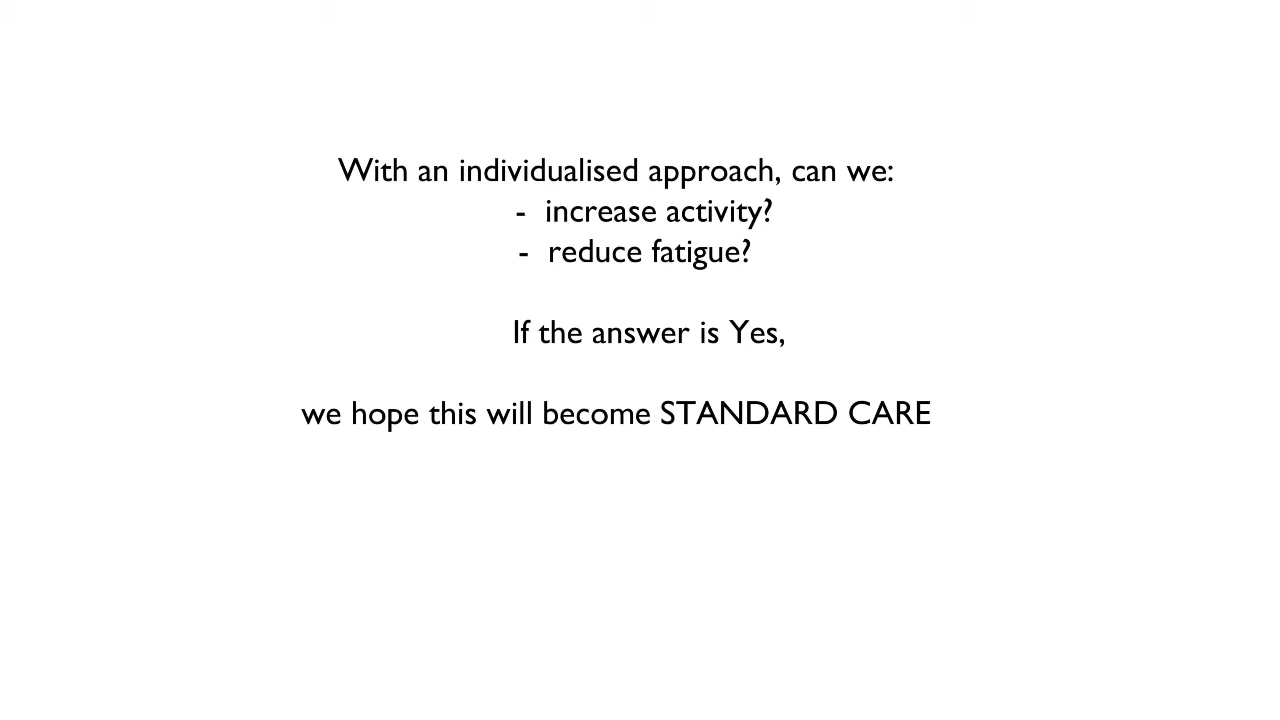 With an individualised approach, can we:
- increase activity?
- reduce fatigue?
If the answer is Yes,
we hope this will become STANDARD CARE